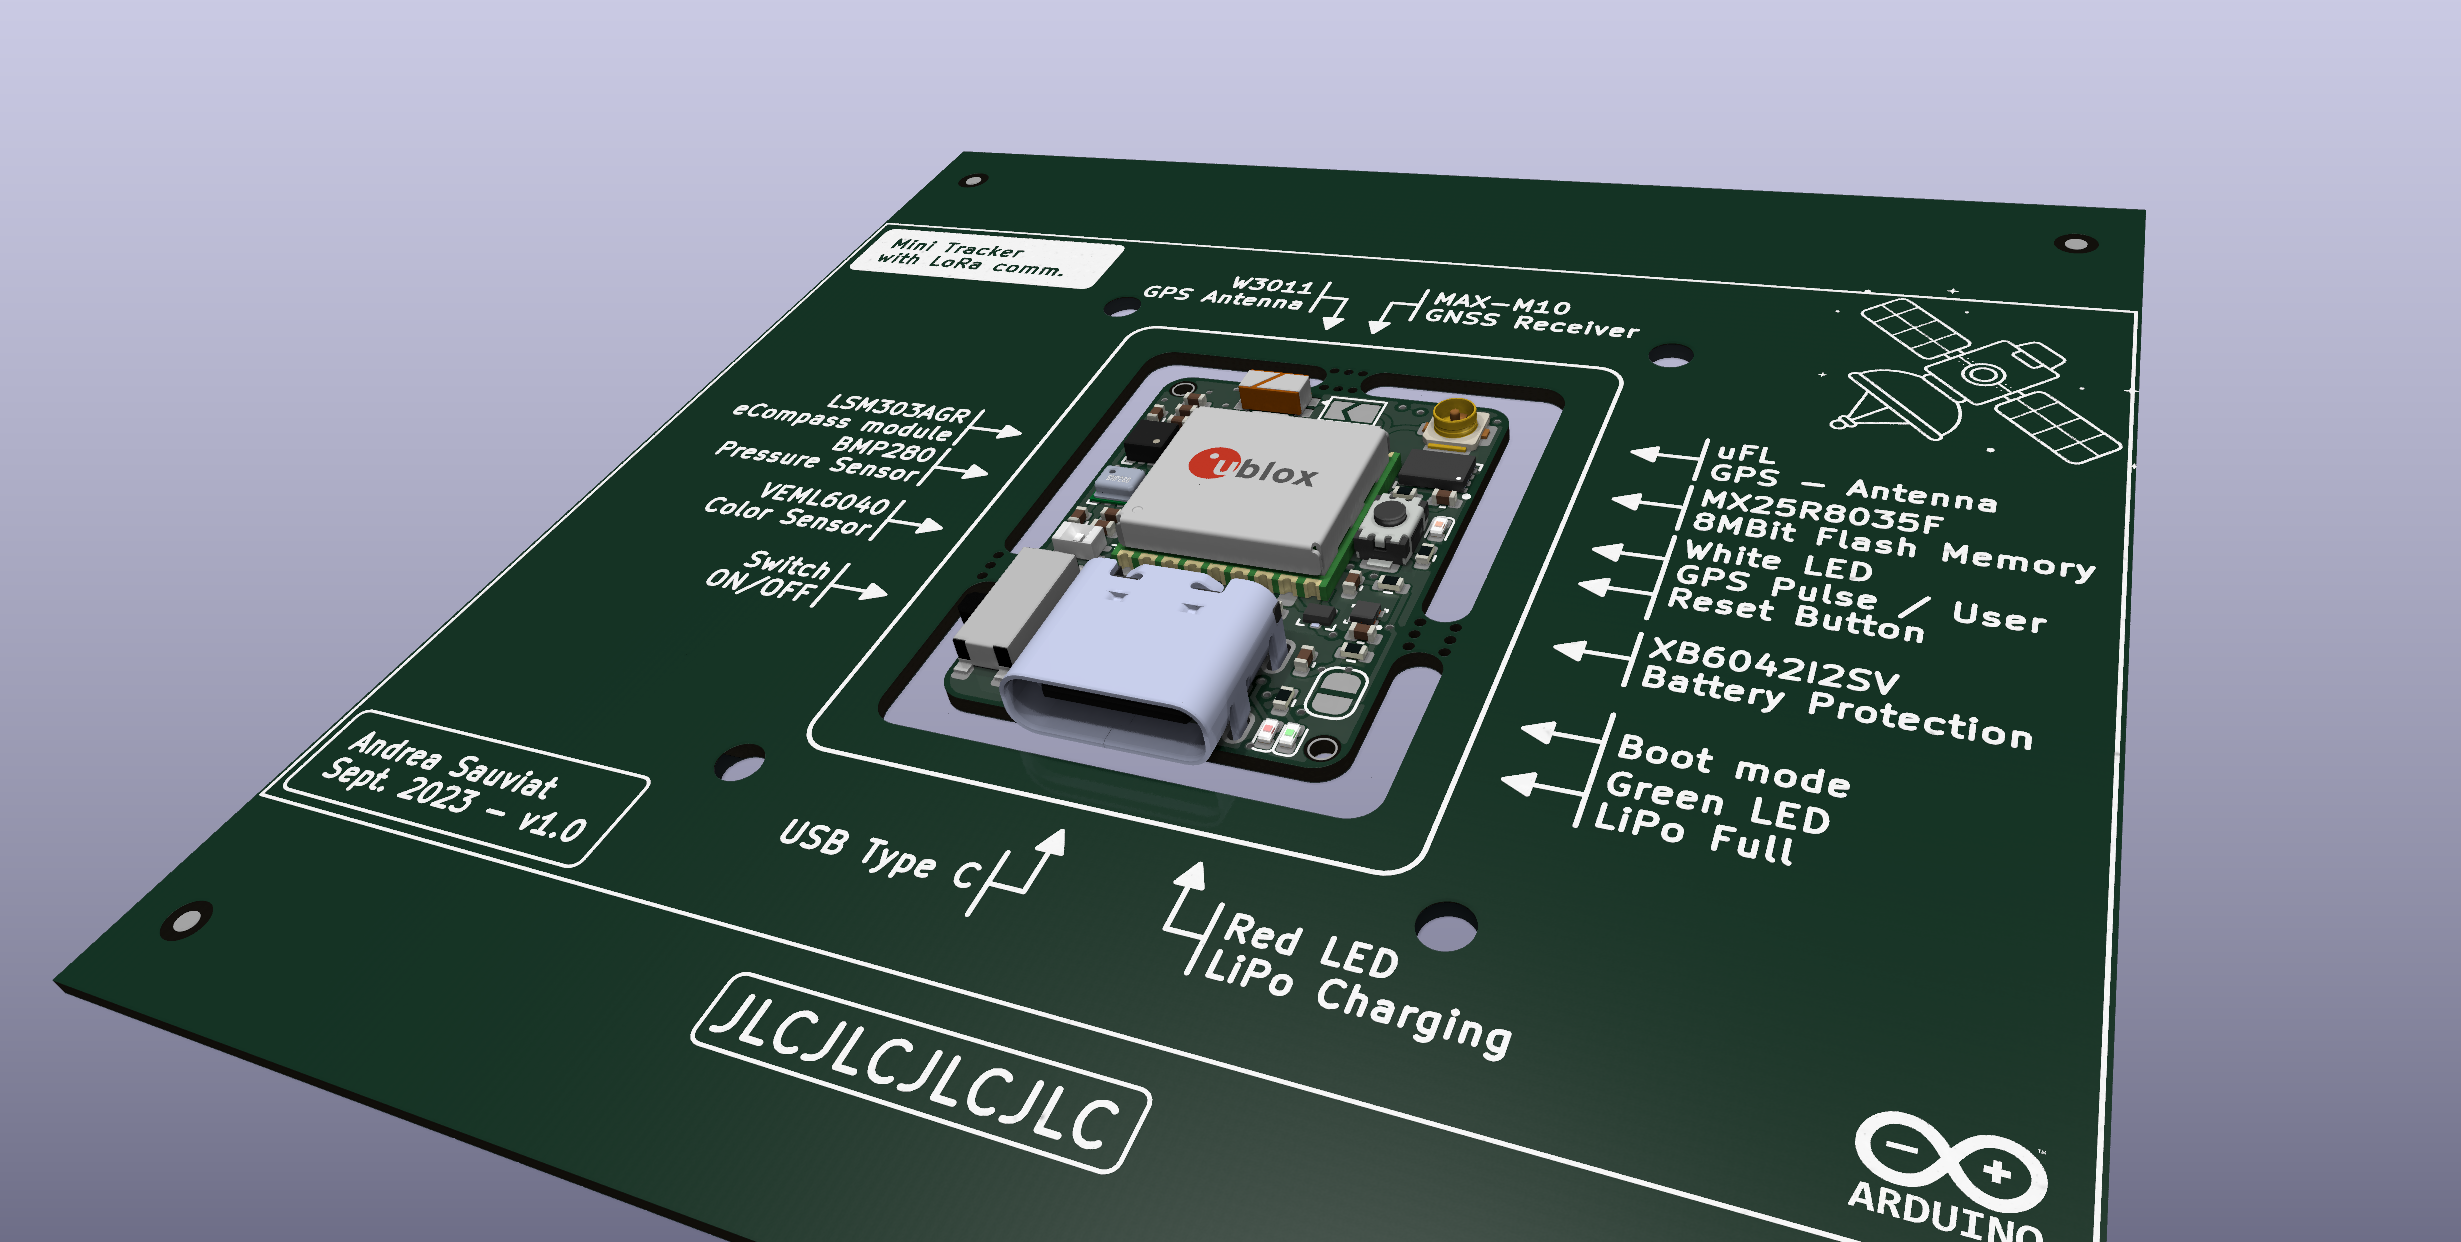 Mini Tracker
with LoRa comm.
W3011
GPS Antenna
MAX-M10
GNSS Receiver
LSM303AGR
eCompass module
BMP280
Pressure Sensor
VEML6040
Color Sensor
Switch
ON/OFF
ublox
uFL
GPS - Antenna
MX25R8035F
8MBit Flash Memory
White LED
GPS Pulse / User
Reset Button
XB6042I2SV
Battery Protection
Boot mode
Green LED
LiPo Full
Andrea Sauviat
Sept. 2023 - v1.0
USB Type C
Red LED
LiPo Charging
JLCJLCJLCJLC
ARDUINO